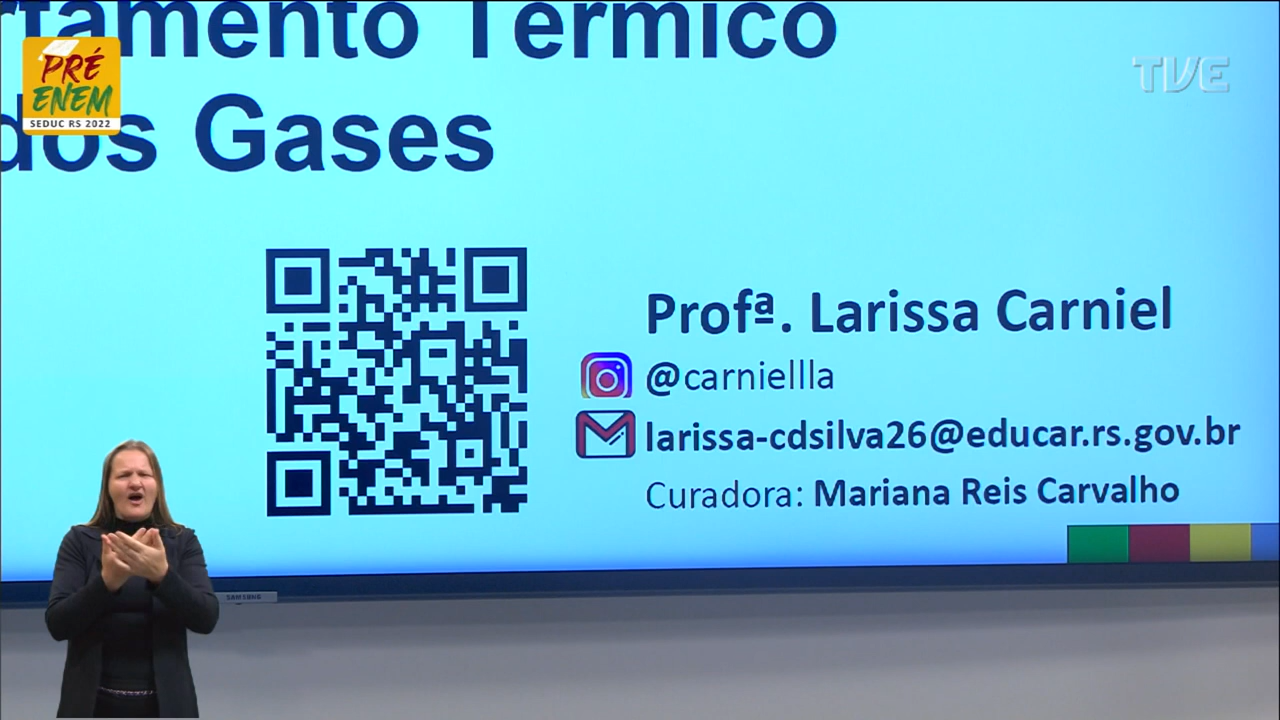 rtamento Térmico
dos Gases
PRÉ
ENEM
SEDUC RS 2022
TVE
Profª. Larissa Carniel
@carniellla
larissa-cdsilva26@educar.rs.gov.br
Curadora: Mariana Reis Carvalho
SAMSUNG